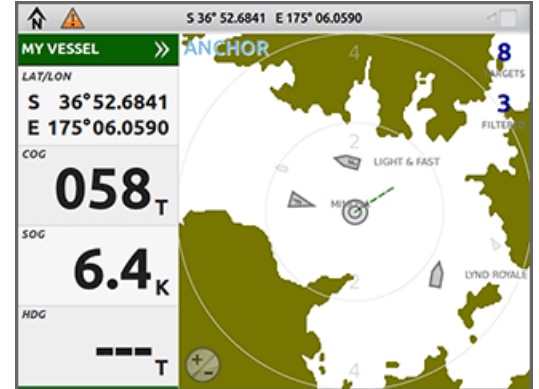 S 36° 52.6841 E 175° 06.0590
MY VESSEL
LAT/LON
S 36°52.6841
E 175°06.0590
COG
058T
SOG
6.4K
HDG
---T
ANCHOR
8
TARGETS
3
FILTERED
4
2
LIGHT & FAST
LYND ROYALE
2
4
+/-